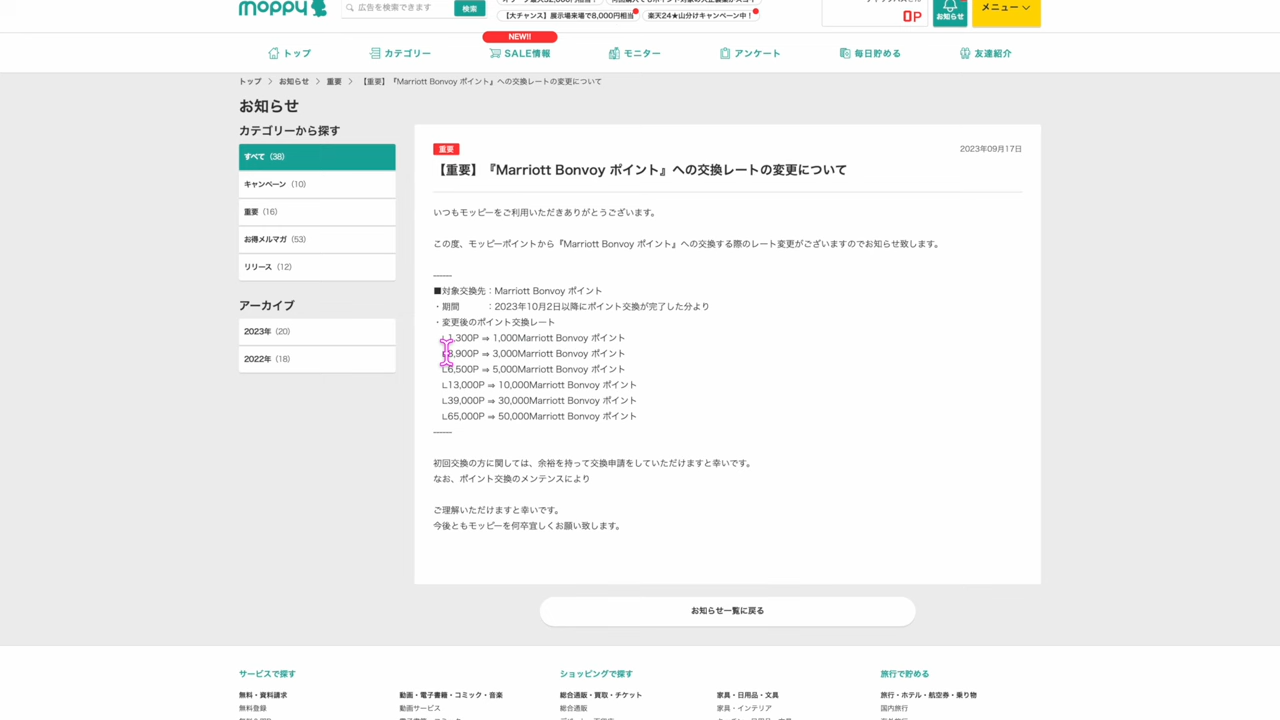 moppy
広告を検索できます
検索
【大チャンス】展示場来場で8,000円相当
楽天24★山分けキャンペーン中！
0P
お知らせ
メニュー
NEW!!
トップ
カテゴリー
SALE情報
モニター
アンケート
毎日貯める
友達紹介
トップ > お知らせ > 重要 > 【重要】『Marriott Bonvoy ポイント』への交換レートの変更について
お知らせ
カテゴリーから探す
すべて（38）
キャンペーン（10）
重要（16）
お得メルマガ（53）
リリース（12）
アーカイブ
2023年（20）
2022年（18）
重要
2023年09月17日
【重要】『Marriott Bonvoy ポイント』への交換レートの変更について
いつもモッピーをご利用いただきありがとうございます。
この度、モッピーポイントから『Marriott Bonvoy ポイント』への交換する際のレート変更がございますのでお知らせ致します。
------
■対象交換先：Marriott Bonvoy ポイント
・期間　　　：2023年10月2日以降にポイント交換が完了した分より
・変更後のポイント交換レート
∟1,300P ⇒ 1,000Marriott Bonvoy ポイント
∟3,900P ⇒ 3,000Marriott Bonvoy ポイント
∟6,500P ⇒ 5,000Marriott Bonvoy ポイント
∟13,000P ⇒ 10,000Marriott Bonvoy ポイント
∟39,000P ⇒ 30,000Marriott Bonvoy ポイント
∟65,000P ⇒ 50,000Marriott Bonvoy ポイント
------
初回交換の方に関しては、余裕を持って交換申請をしていただけますと幸いです。
なお、ポイント交換のメンテンスにより
ご理解いただけますと幸いです。
今後ともモッピーを何卒宜しくお願い致します。
お知らせ一覧に戻る
サービスで探す
ショッピングで探す
旅行で貯める
無料・資料請求
動画・電子書籍・コミック・音楽
総合通販・買取・チケット
家具・日用品・文具
旅行・ホテル・航空券・乗り物
無料登録
動画サービス
総合通販
家具・インテリア
国内旅行